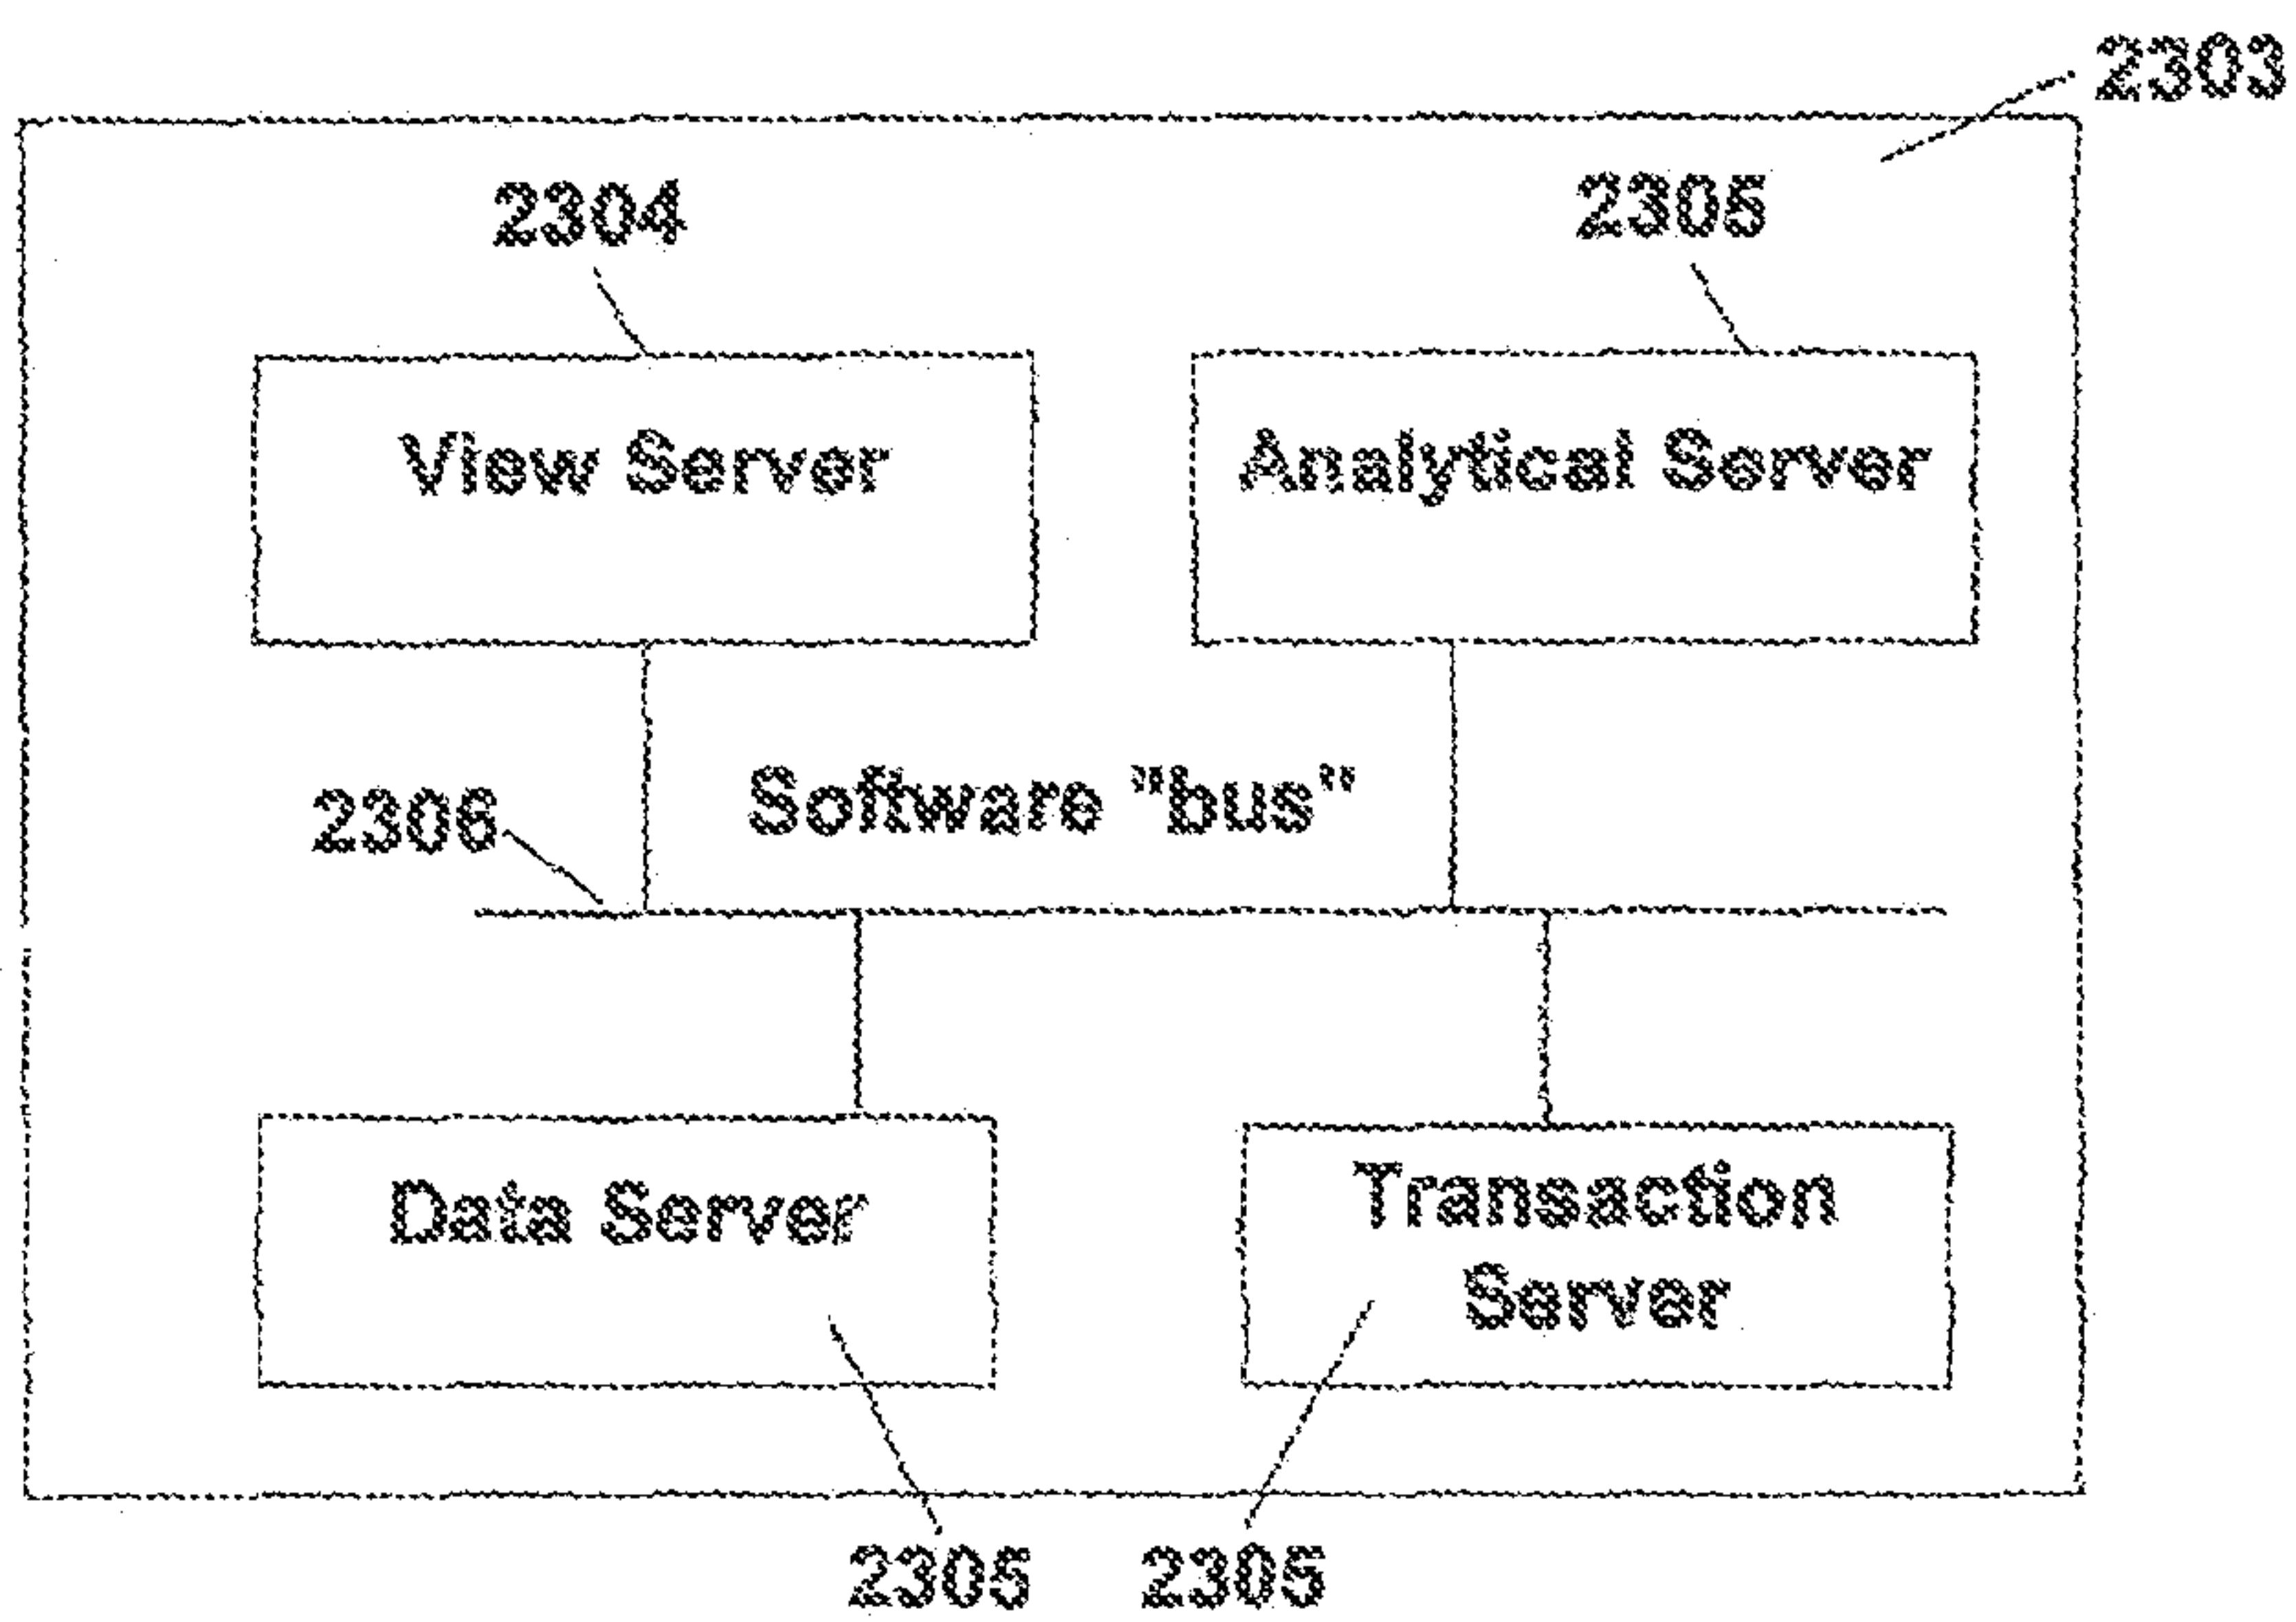 2303
2304
2305
View Server
Analytical Server
Software "bus"
2306
Data Server
Transaction
Server
2305
2305